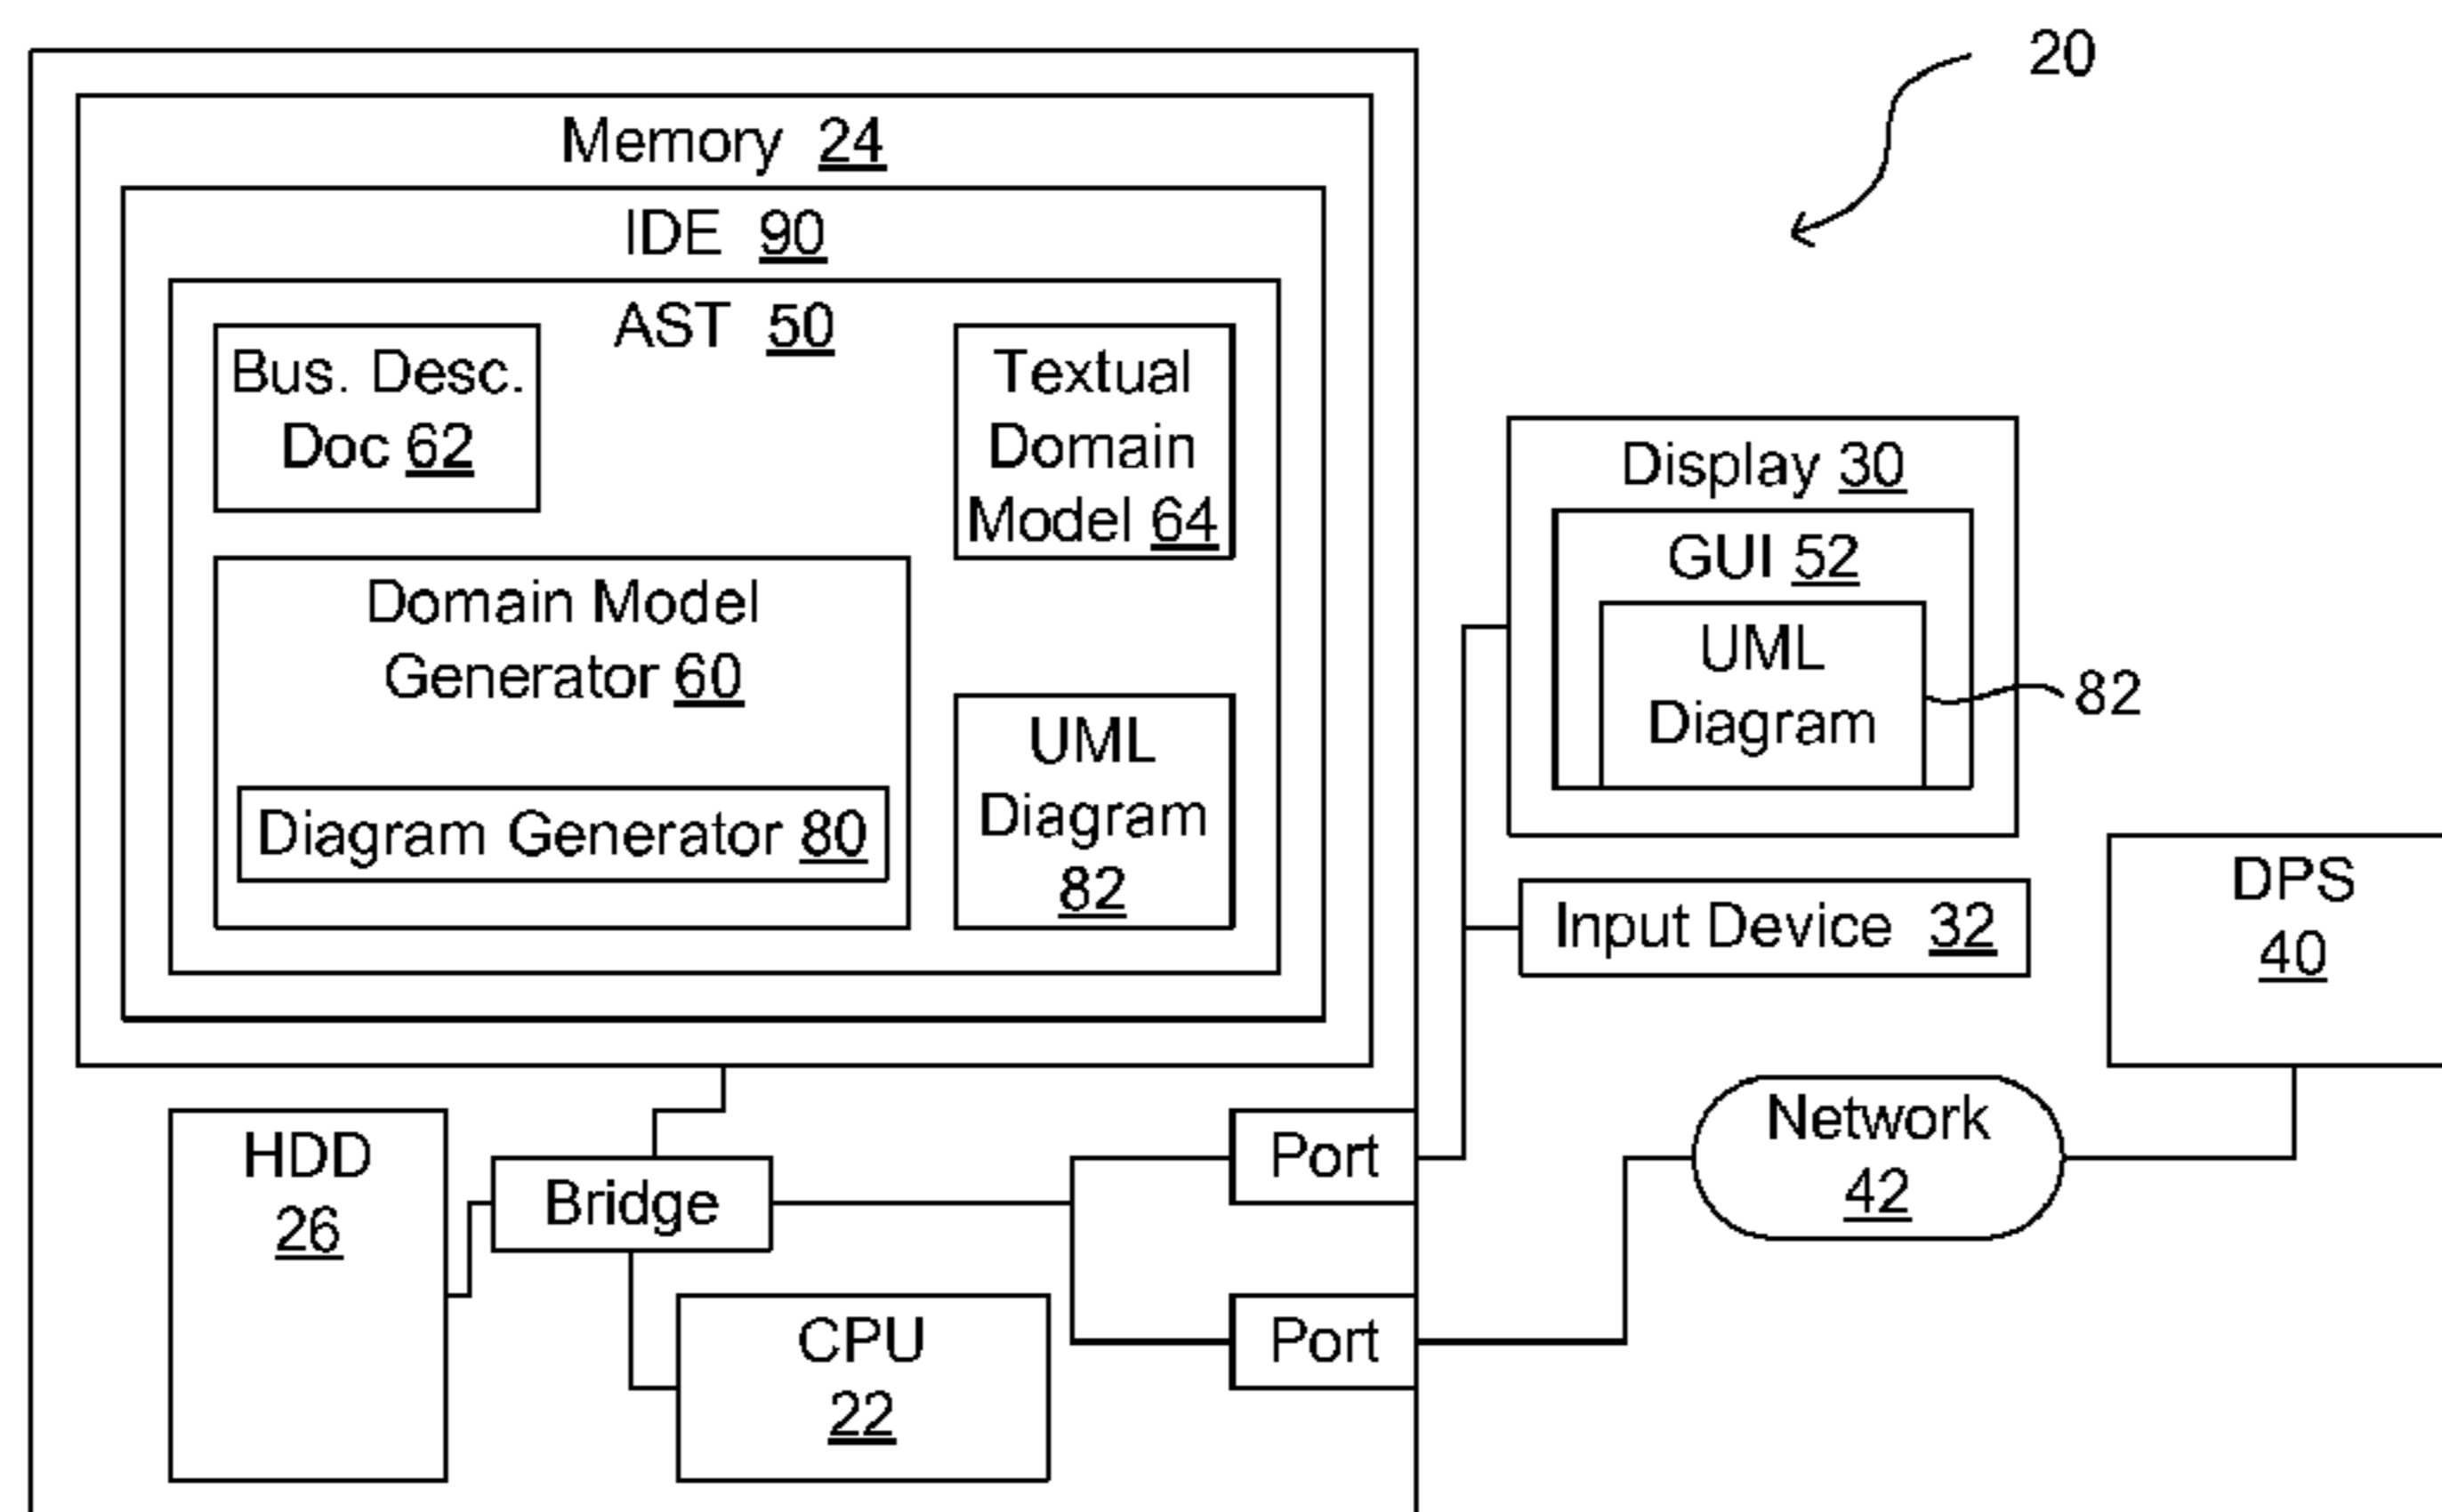 20
Memory 24
IDE 90
AST 50
Bus. Desc.
Doc 62
Textual
Domain
Model 64
Domain Model
Generator 60
Diagram Generator 80
UML
Diagram
82
Display 30
GUI 52
UML
Diagram
82
Input Device 32
DPS
40
Network
42
HDD
26
Bridge
CPU
22
Port
Port